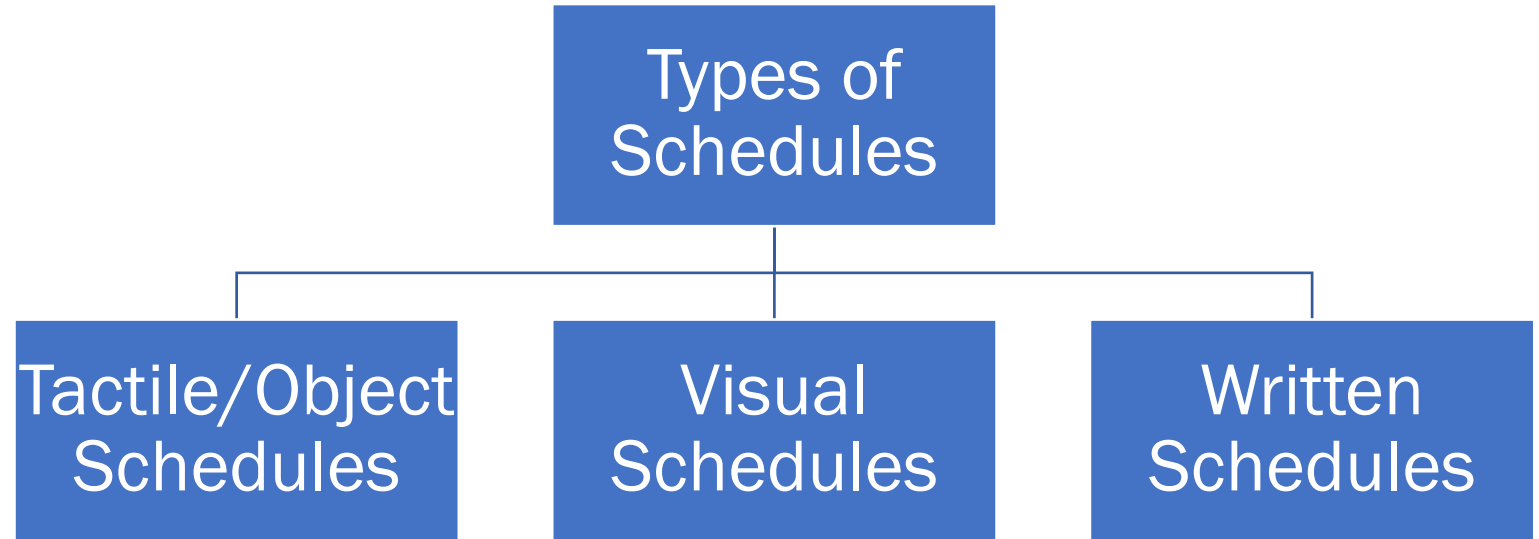 Types of
Schedules
Tactile/Object
Schedules
Visual
Schedules
Written
Schedules